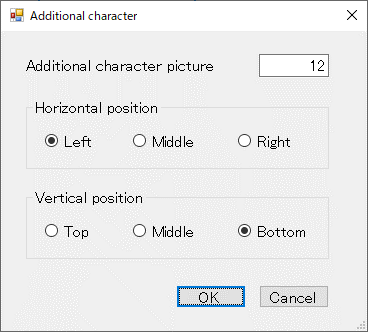 Additional character
Additional character picture 12
Horizontal position
Left Middle Right
Vertical position
Top Middle Bottom
OK Cancel